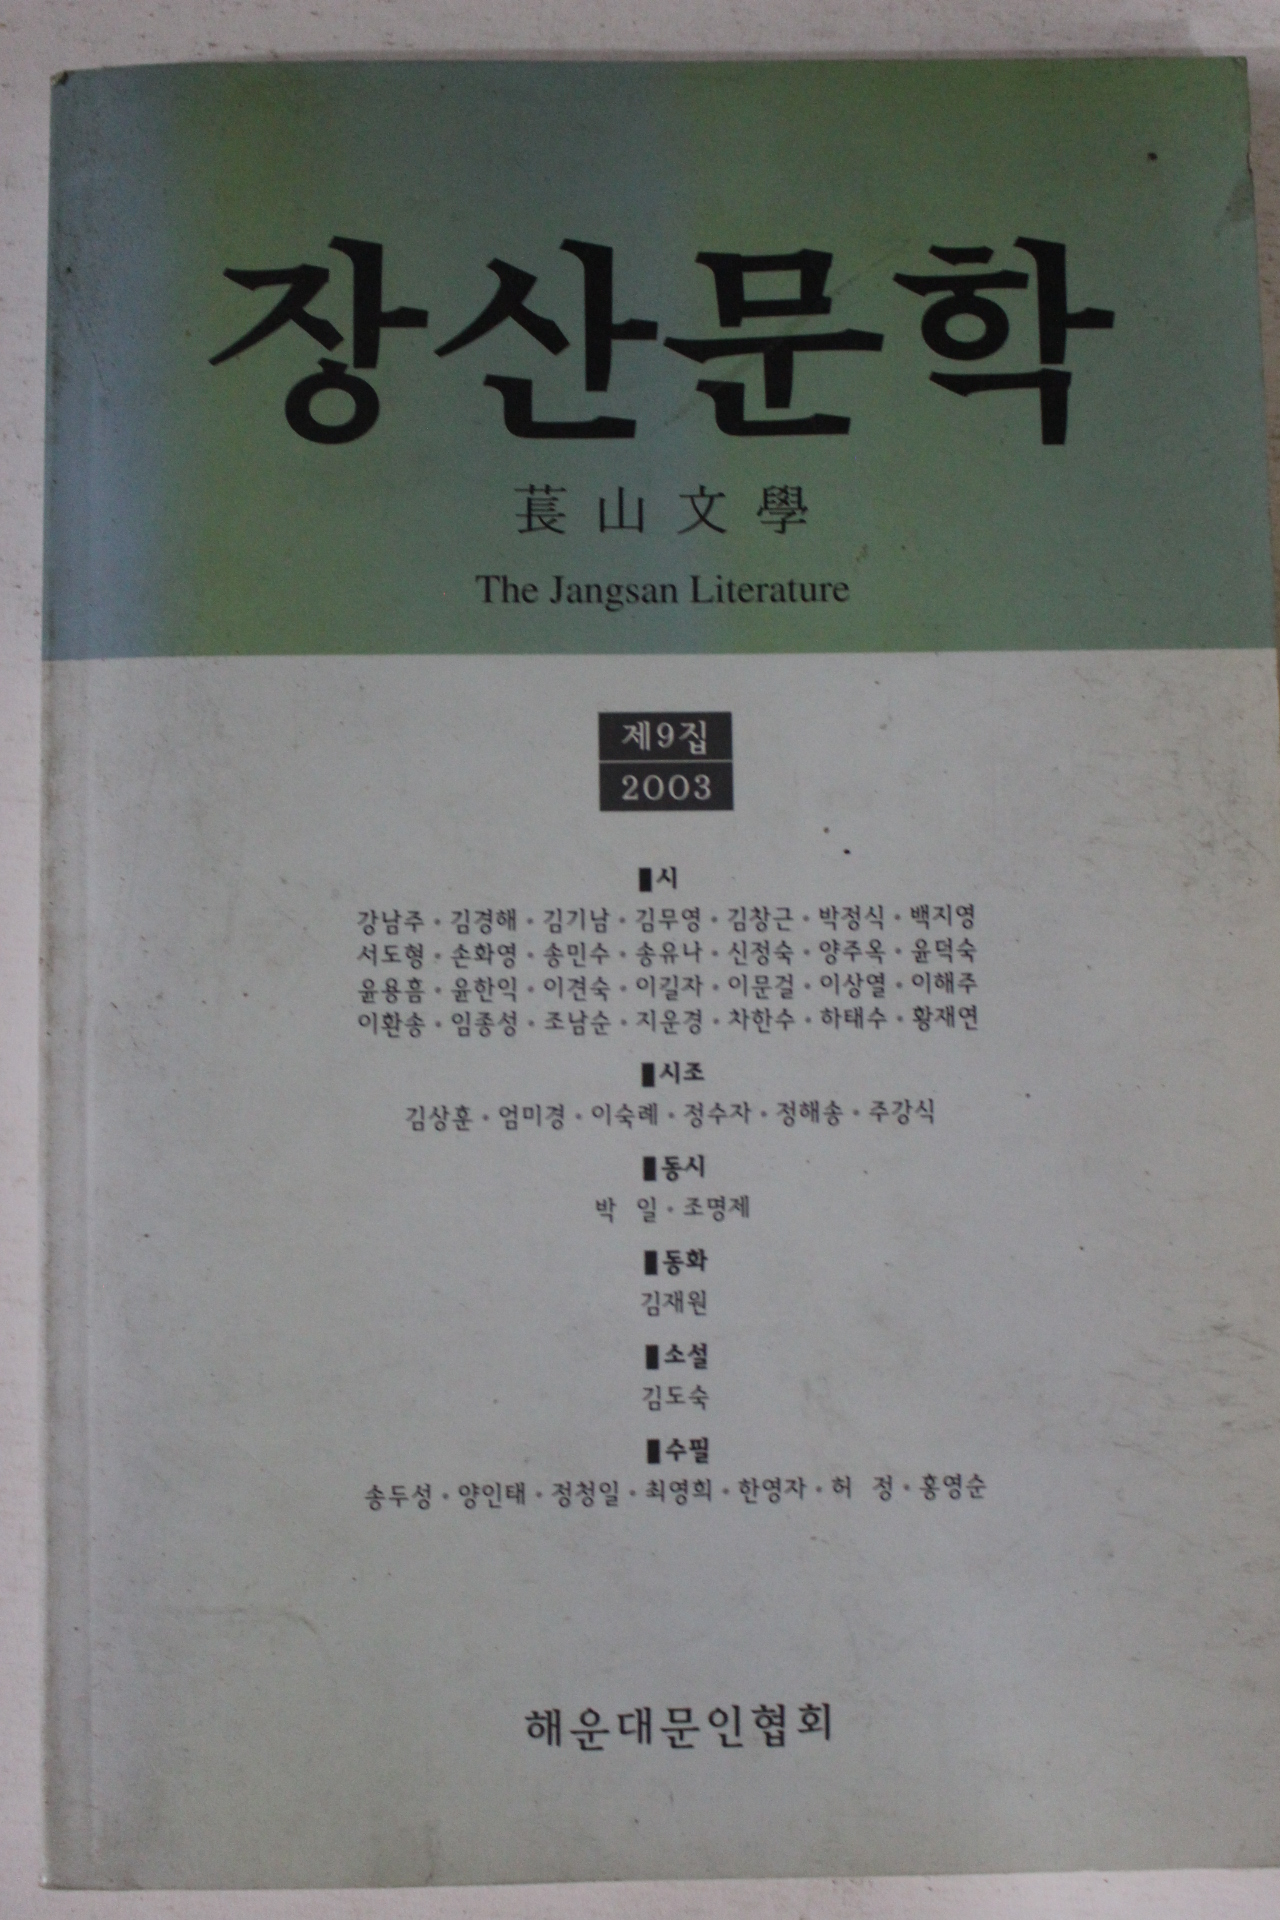 장산문학
萇山文學
The Jangsan Literature
제9집
2003
▮시
강남주·김경해·김기남·김무영·김창근·박정식·백지영
서도형·손화영·송민수·송유나·신정숙·양주옥·윤덕숙
윤용흠·윤한익·이견숙·이길자·이문걸·이상열·이해주
이환송·임종성·조남순·지운경·차한수·하태수·황재연
▮시조
김상훈·엄미경·이숙례·정수자·정해송·주강식
▮동시
박 일·조명제
▮동화
김재원
▮소설
김도숙
▮수필
송두성·양인태·정청일·최영희·한영자·허 정·홍영순
해운대문인협회